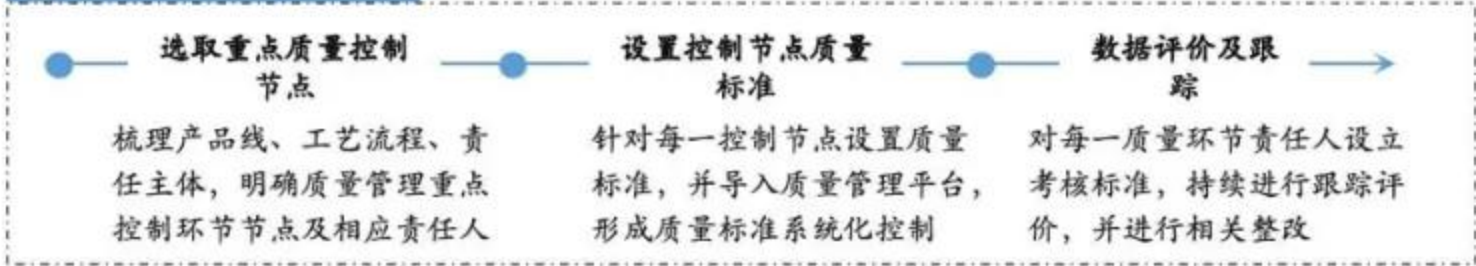 选取重点质量控制
节点
梳理产品线、工艺流程、责
任主体，明确质量管理重点
控制环节节点及相应责任人
设置控制节点质量
标准
针对每一控制节点设置质量
标准，并导入质量管理平台，
形成质量标准系统化控制
数据评价及跟
踪
对每一质量环节责任人设立
考核标准，持续进行跟踪评
价，并进行相关整改